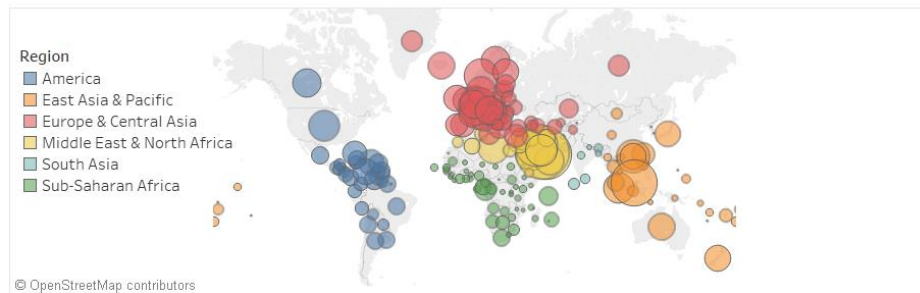 Region
America
East Asia & Pacific
Europe & Central Asia
Middle East & North Africa
South Asia
Sub-Saharan Africa
© OpenStreetMap contributors